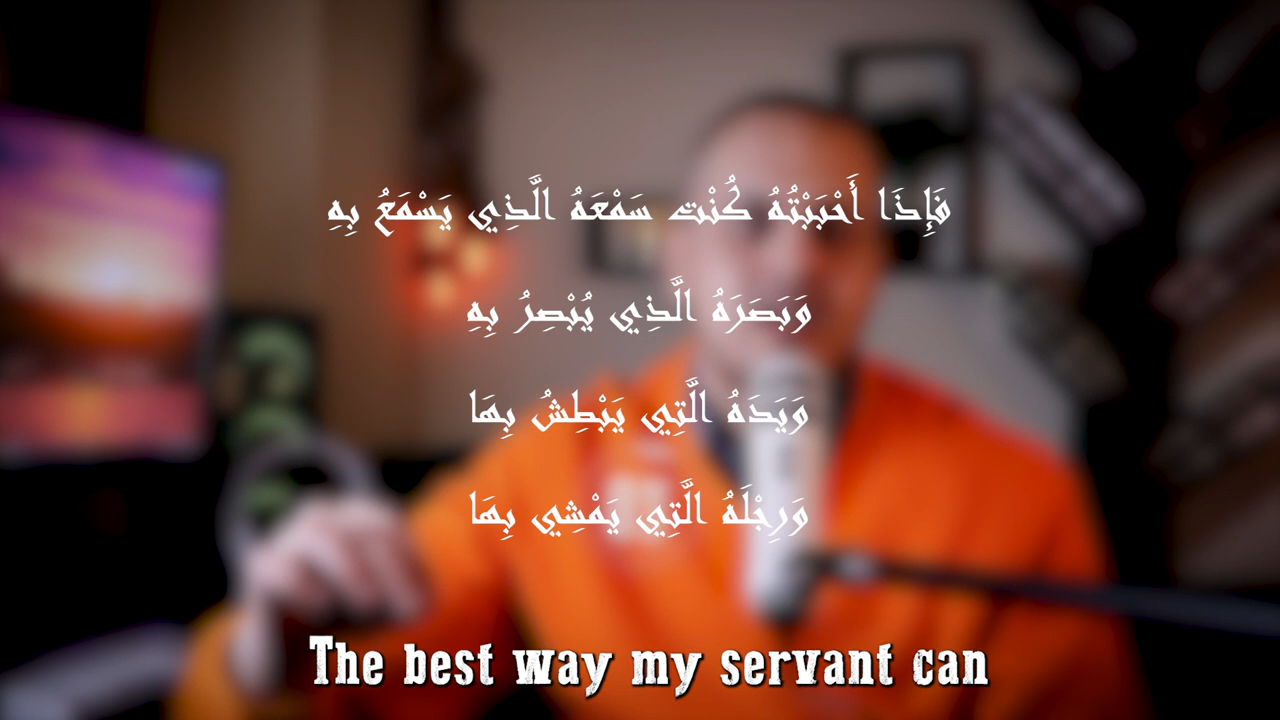 فَإِذَا أَحْبَبْتُهُ كُنْت سَمْعَهُ الَّذِي يَسْمَعُ بِهِ
وَبَصَرَهُ الَّذِي يُبْصِرُ بِهِ
وَيَدَهُ الَّتِي يَبْطِشُ بِهَا
وَرِجْلَهُ الَّتِي يَمْشِي بِهَا
The best way my servant can